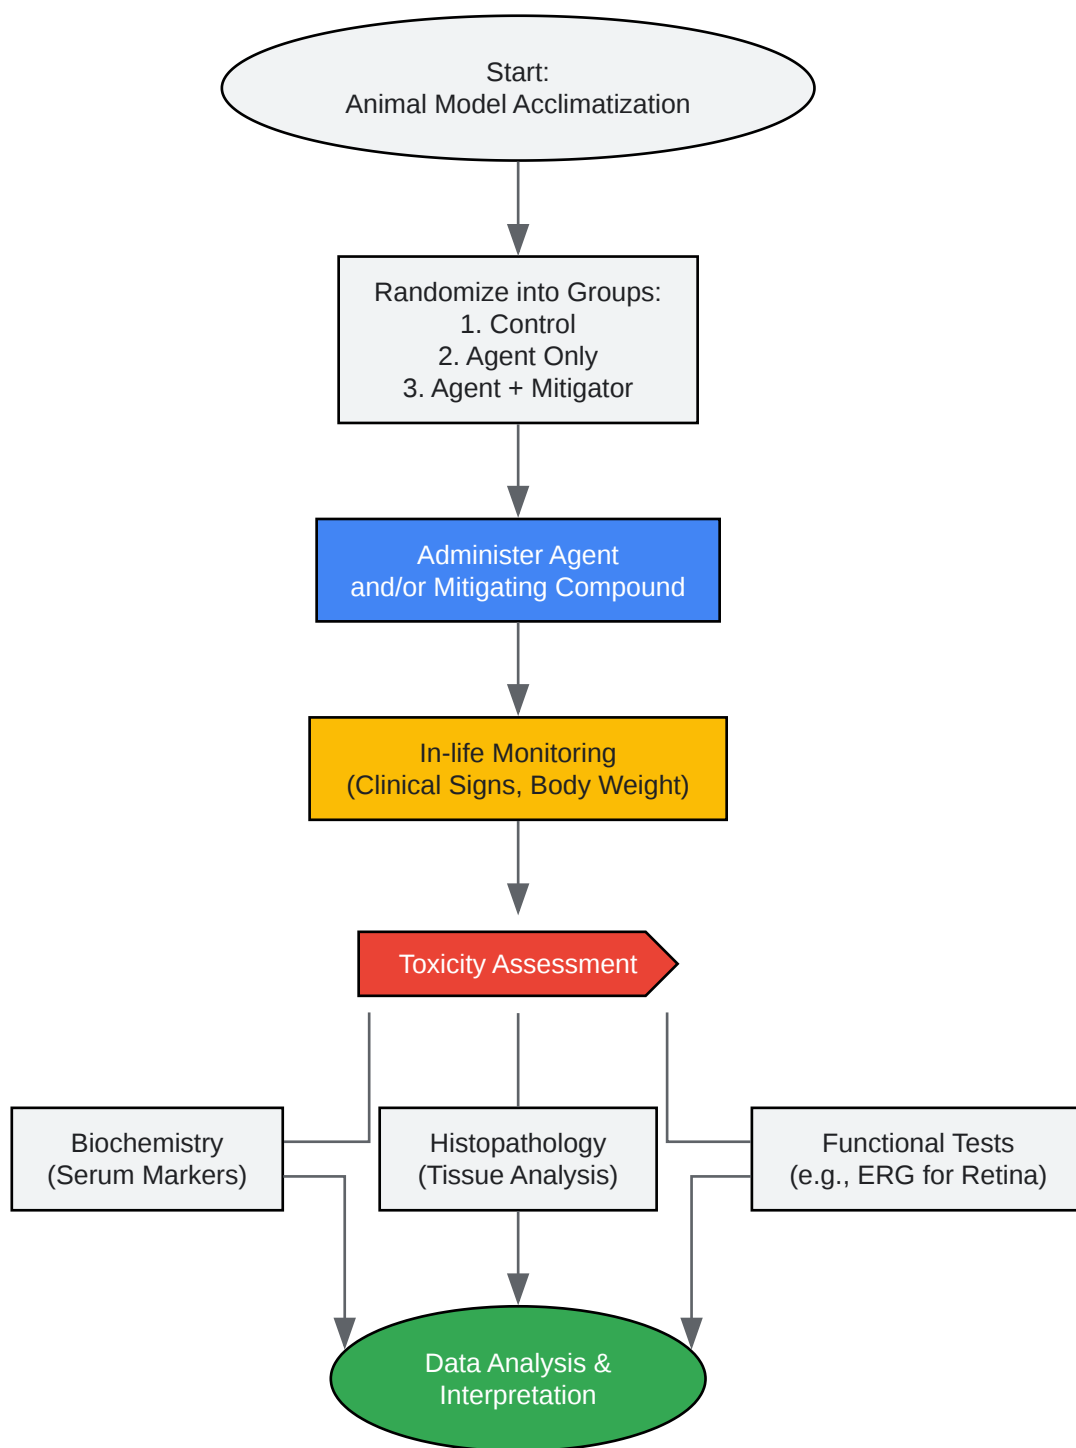 Start:
Animal Model Acclimatization
Randomize into Groups:
1. Control
2. Agent Only
3. Agent + Mitigator
Administer Agent
and/or Mitigating Compound
In-life Monitoring
(Clinical Signs, Body Weight)
Toxicity Assessment
Biochemistry
(Serum Markers)
Histopathology
(Tissue Analysis)
Functional Tests
(e.g., ERG for Retina)
Data Analysis &
Interpretation